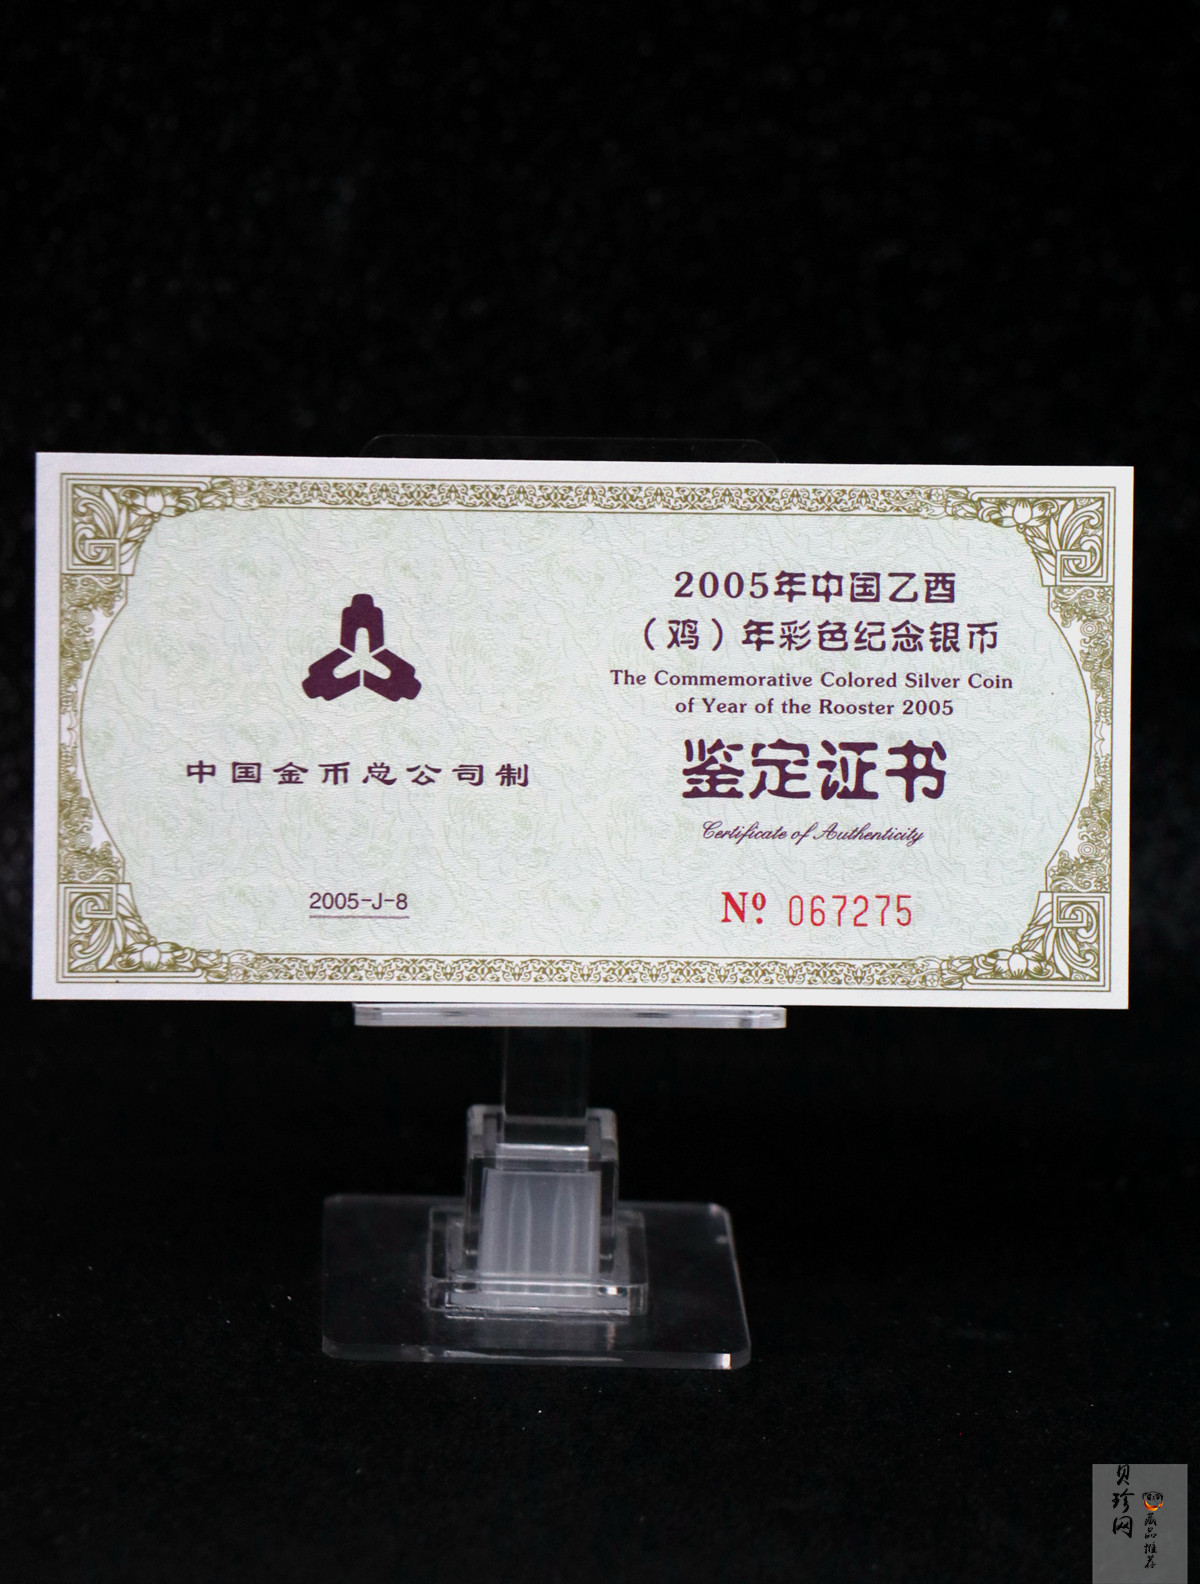 中国金币总公司制
2005-J-8
2005年中国乙酉
（鸡）年彩色纪念银币
The Commemorative Colored Silver Coin
of Year of the Rooster 2005
鉴定证书
Certificate of Authenticity
Nº 067275
贝珍网
藏品推荐